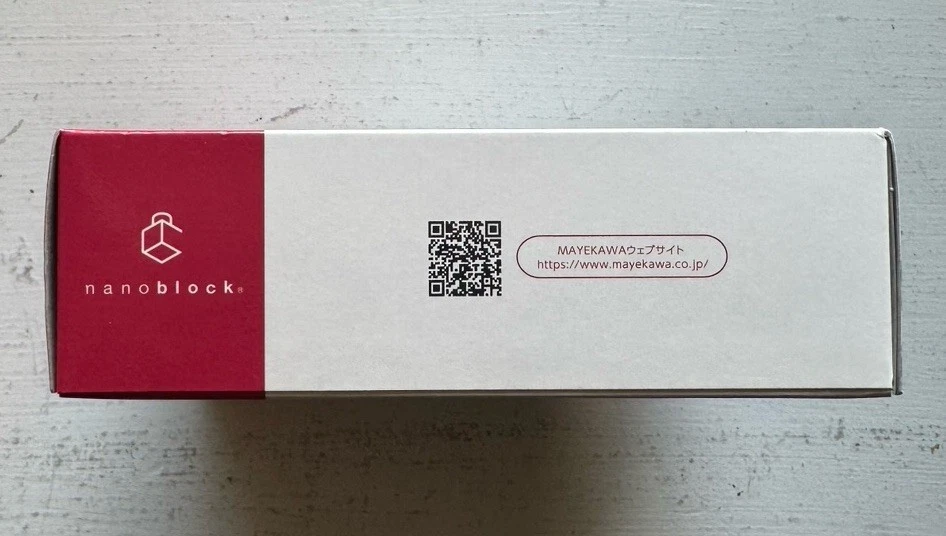 nanoblock®
MAYEKAWAウェブサイト
https://www.mayekawa.co.jp/